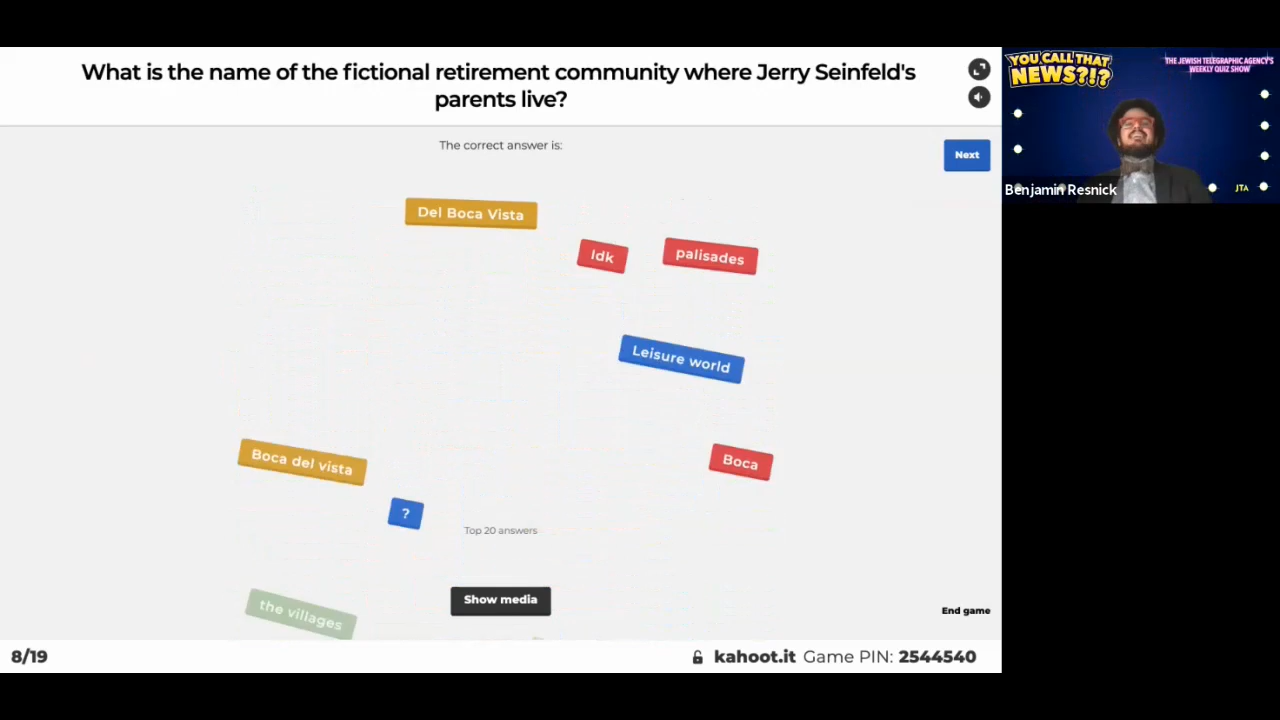 What is the name of the fictional retirement community where Jerry Seinfeld's
parents live?
The correct answer is:
Next
Del Boca Vista
Idk
palisades
Leisure world
Boca del vista
Boca
?
Top 20 answers
the villages
Show media
End game
8/19
kahoot.it Game PIN: 2544540
YOU CALL THAT
NEWS?!?
THE JEWISH TELEGRAPHIC AGENCY'S
WEEKLY QUIZ SHOW
Benjamin Resnick
JTA